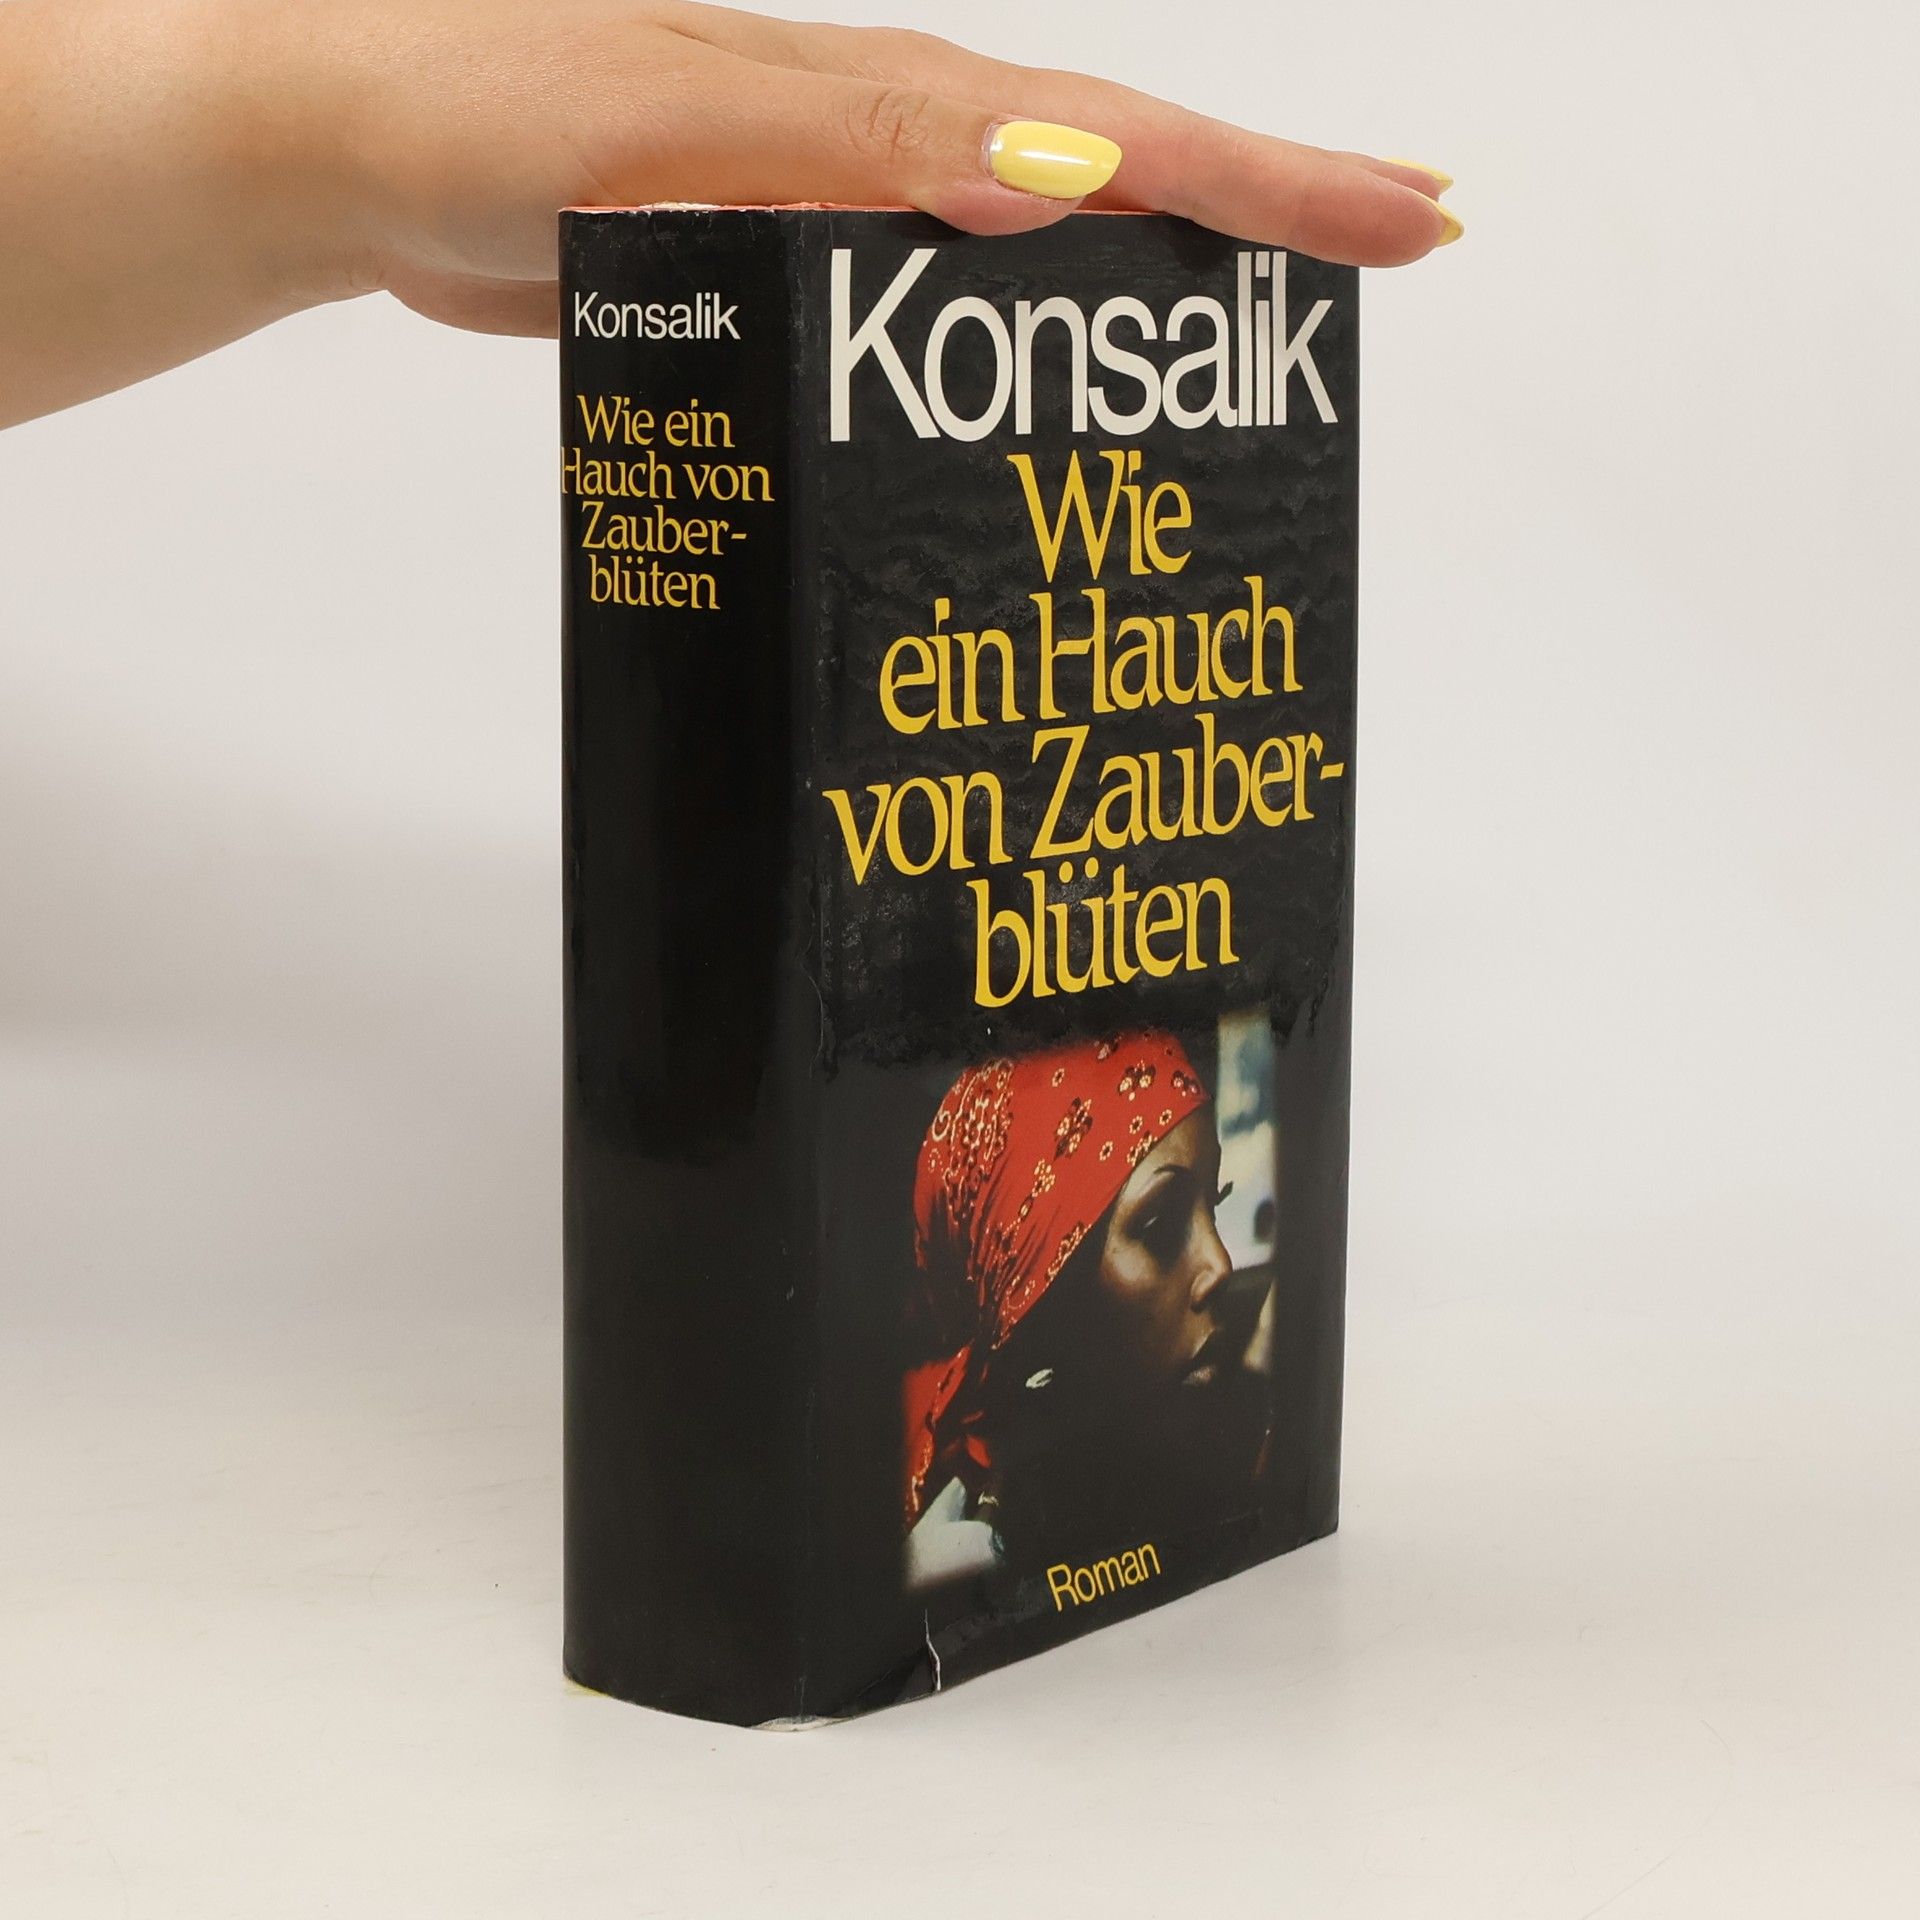 Konsalik
Wie ein
Hauch von
Zauber-
blüten
Konsalik
Wie
ein Hauch
von Zauber-
blüten
Roman